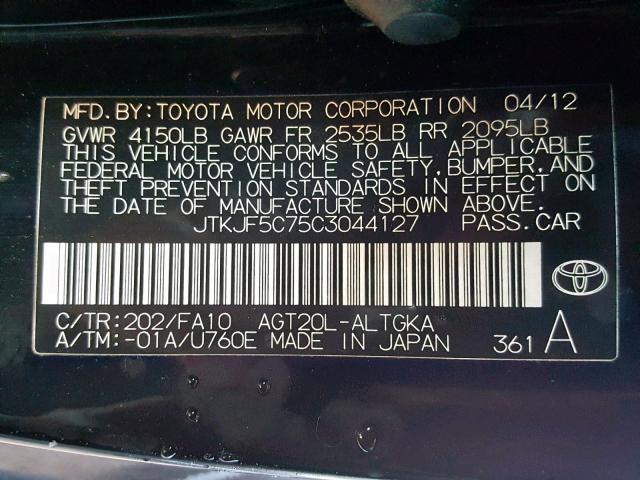 MFD.BY:TOYOTA MOTOR CORPORATION 04/12
GVWR 4150LB GAWR FR 2535LB RR 2095LB
THIS VEHICLE CONFORMS TO ALL APPLICABLE
FEDERAL MOTOR VEHICLE SAFETY,BUMPER,AND
THEFT PREVENTION STANDARDS IN EFFECT ON
THE DATE OF MANUFACTURE SHOWN ABOVE.
JTKJF5C75C3044127 PASS.CAR
C/TR:202/FA10 AGT20L-ALTGKA
A/TM:-01A/U760E MADE IN JAPAN 361 A